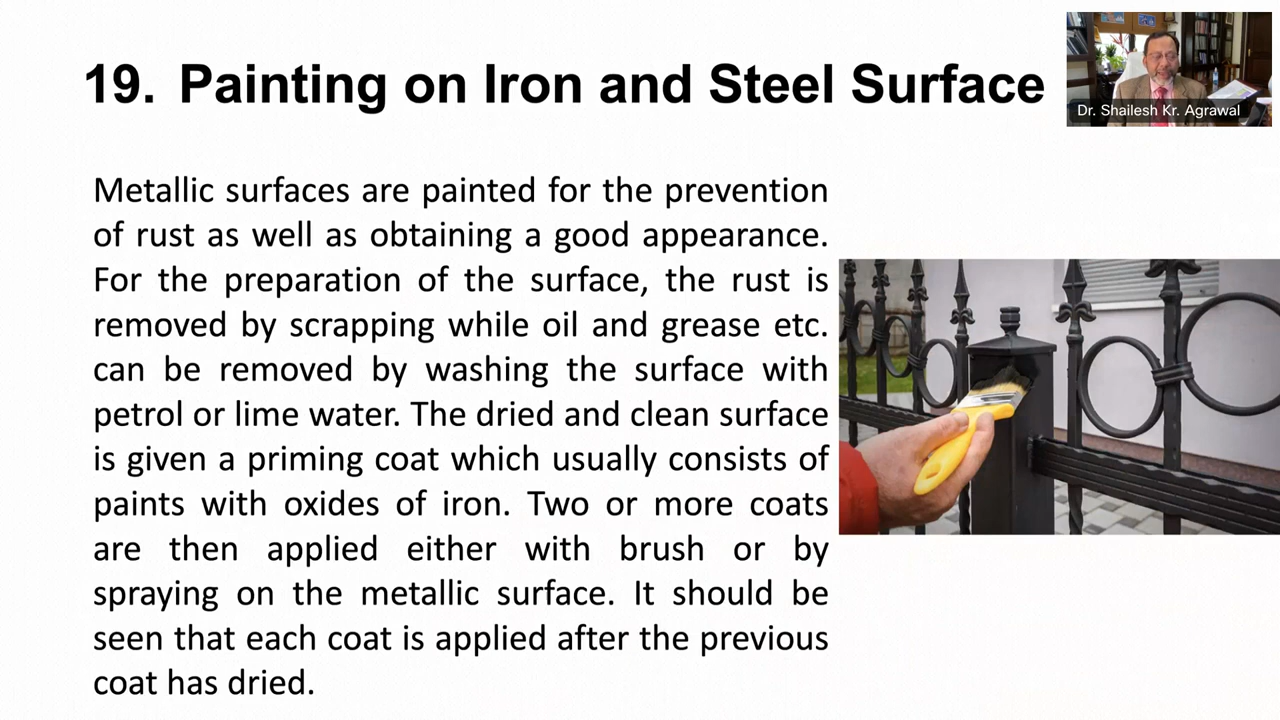 19. Painting on Iron and Steel Surface
Dr. Shailesh Kr. Agrawal
Metallic surfaces are painted for the prevention
of rust as well as obtaining a good appearance.
For the preparation of the surface, the rust is
removed by scrapping while oil and grease etc.
can be removed by washing the surface with
petrol or lime water. The dried and clean surface
is given a priming coat which usually consists of
paints with oxides of iron. Two or more coats
are then applied either with brush or by
spraying on the metallic surface. It should be
seen that each coat is applied after the previous
coat has dried.